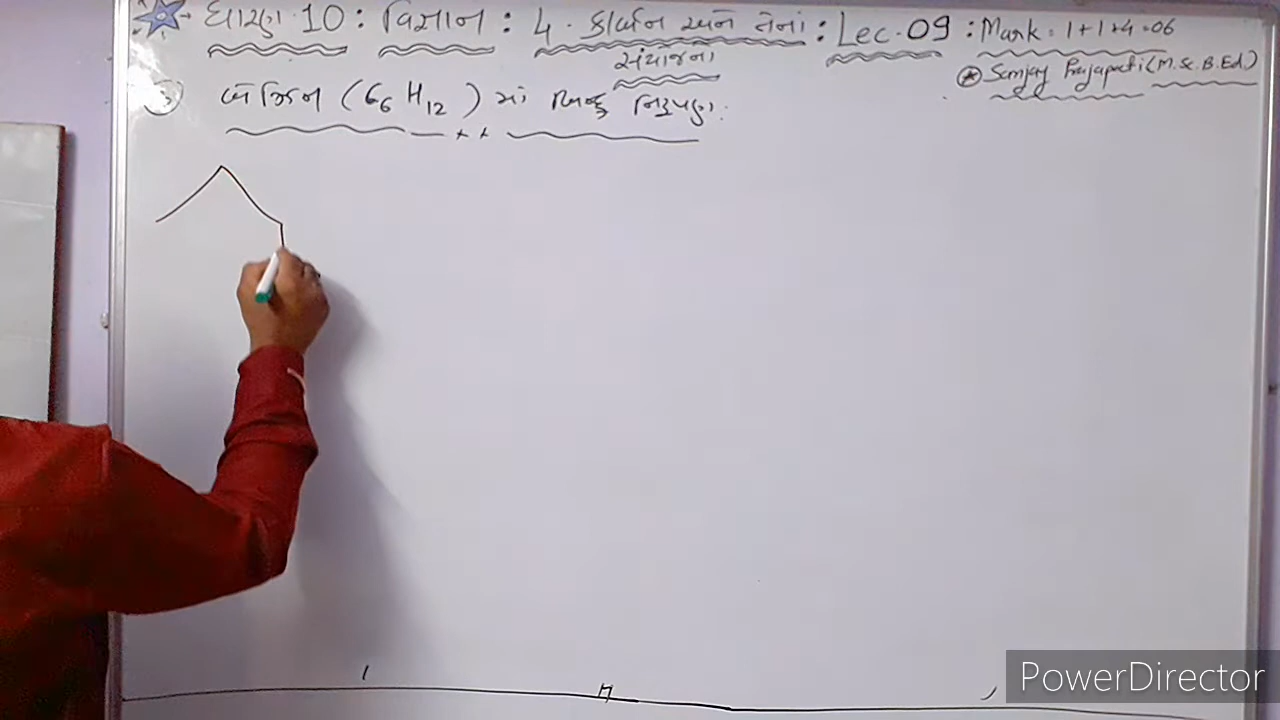 ધોરણ 10 : વિજ્ઞાન : 4. કાર્બન અને તેનાં : Lec. 09 : Mark : 1+1+4=06
સંયોજનો
Sanjay Prajapati (M.Sc. B.Ed.)
3 બેન્ઝિન (C6 H12) માં બિન્દુ નિરૂપણ.
H
PowerDirector